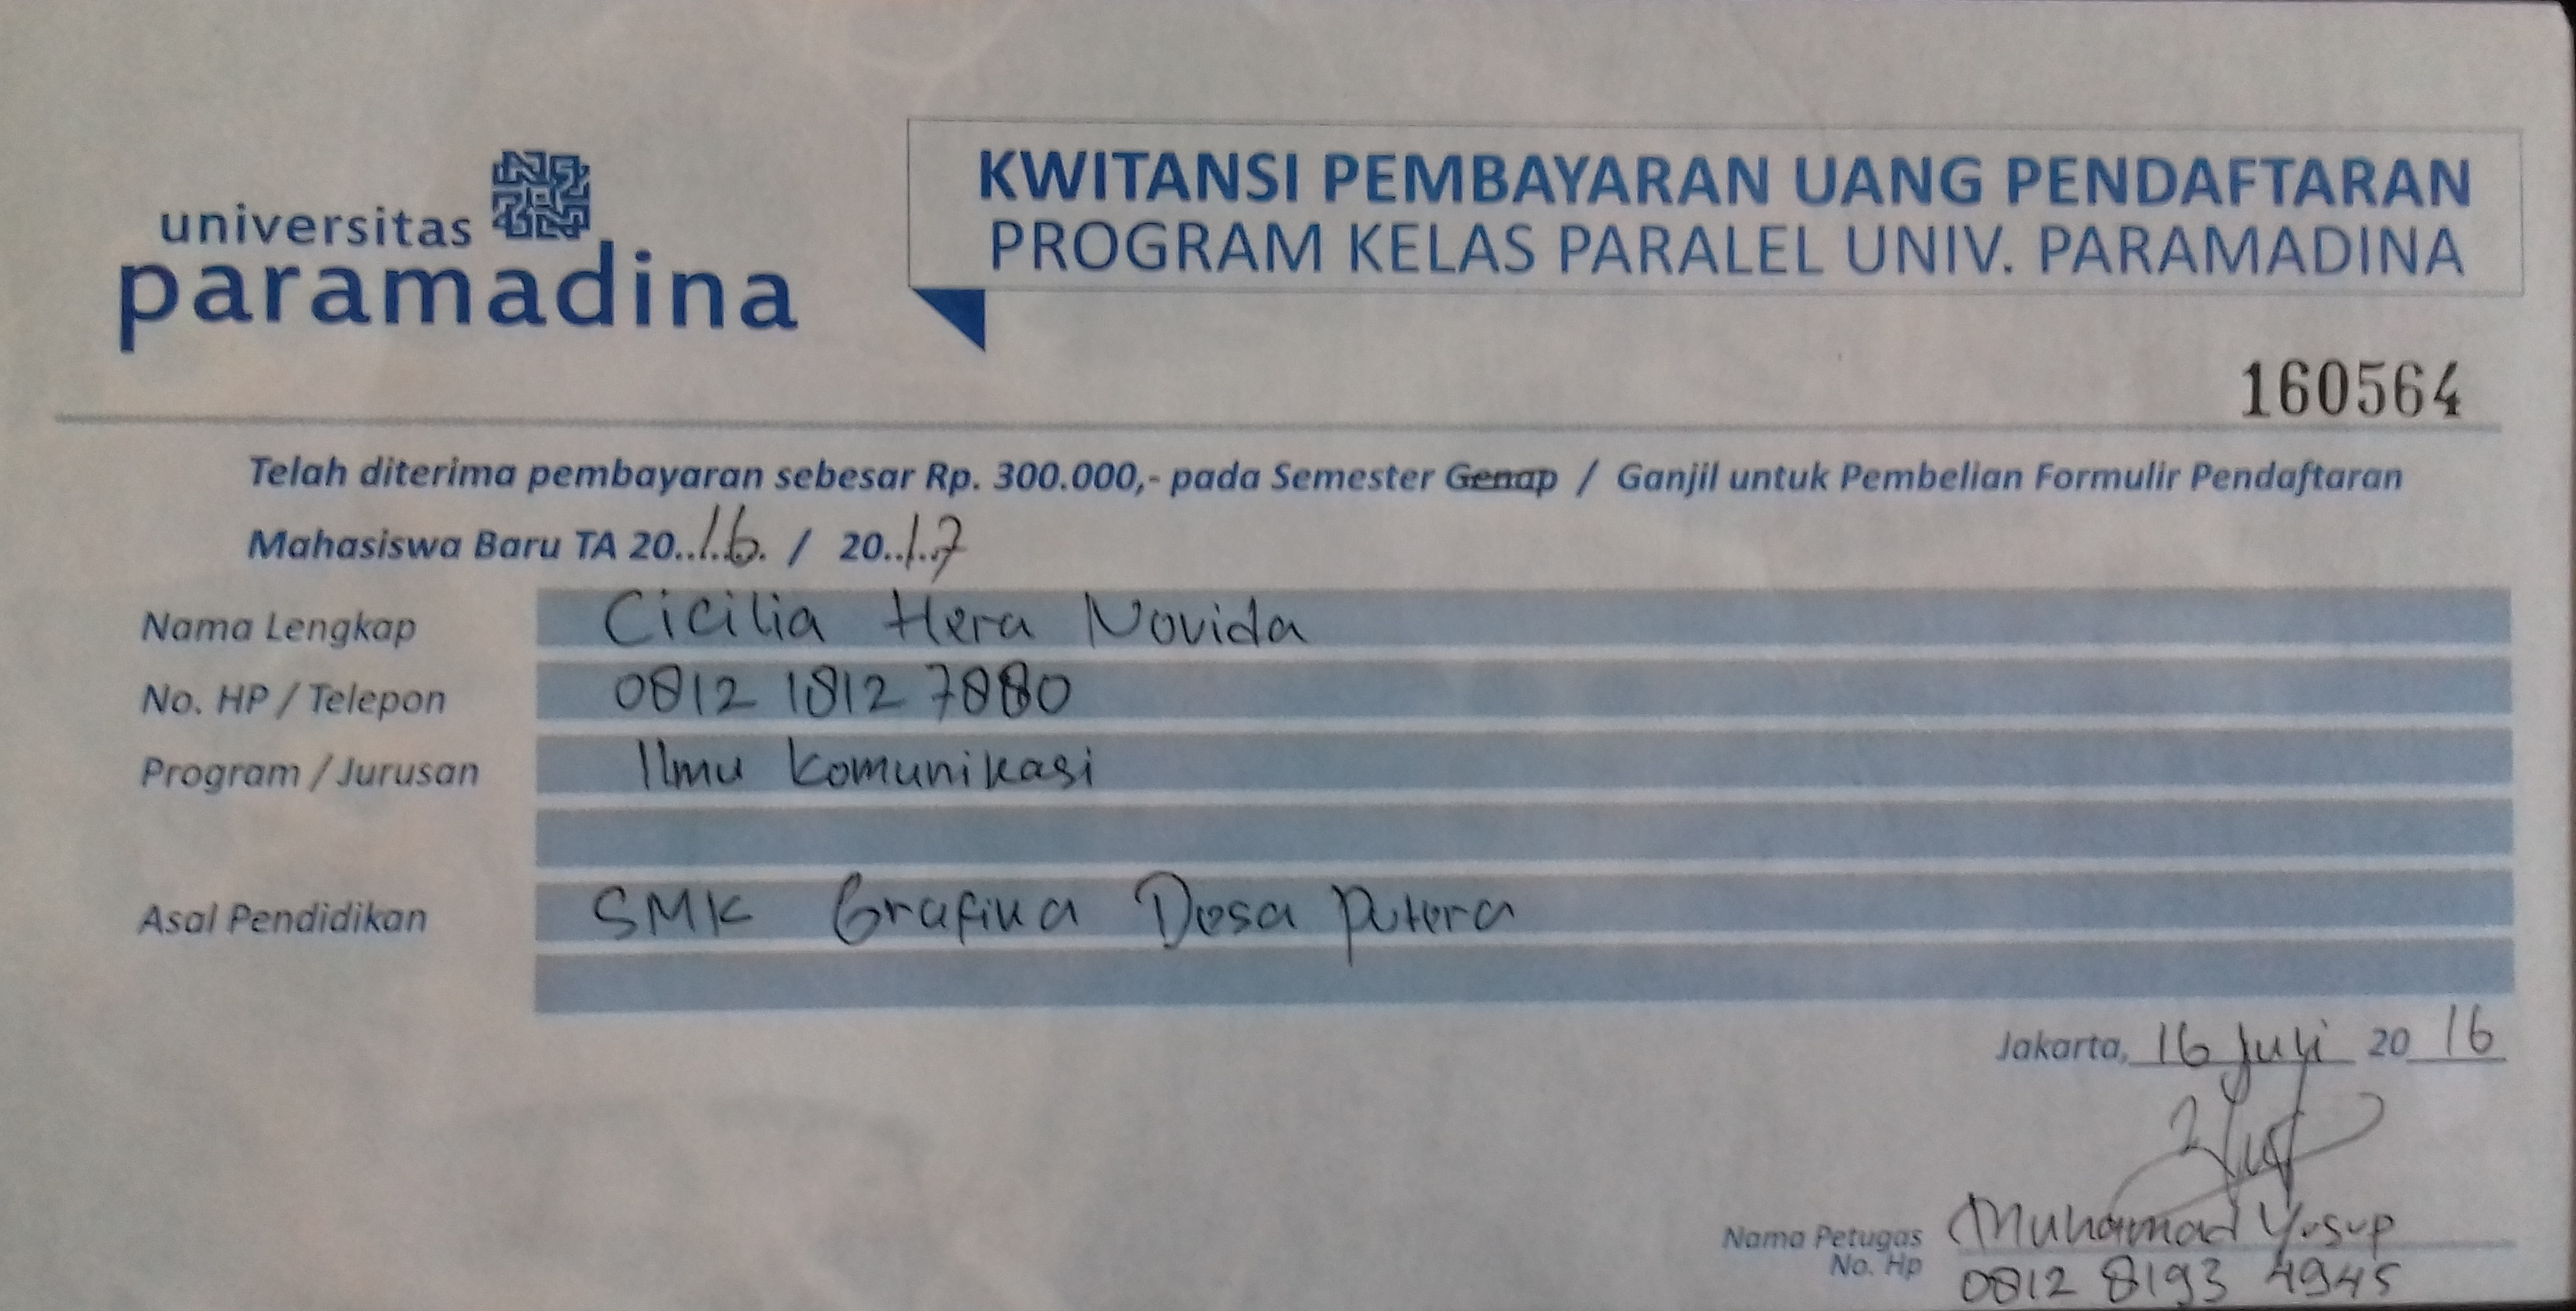 universitas
paramadina
KWITANSI PEMBAYARAN UANG PENDAFTARAN
PROGRAM KELAS PARALEL UNIV. PARAMADINA
160564
Telah diterima pembayaran sebesar Rp. 300.000,- pada Semester Genap / Ganjil untuk Pembelian Formulir Pendaftaran
Mahasiswa Baru TA 20..16. / 20..17
Nama Lengkap Cicilia Hera Novida
No. HP / Telepon 0812 1812 7880
Program / Jurusan Ilmu Komunikasi
Asal Pendidikan SMK Grafika Desa Putera
Jakarta, 16 Juli 20 16
Nama Petugas Muhamad Yusup
No. Hp 0812 8193 4945